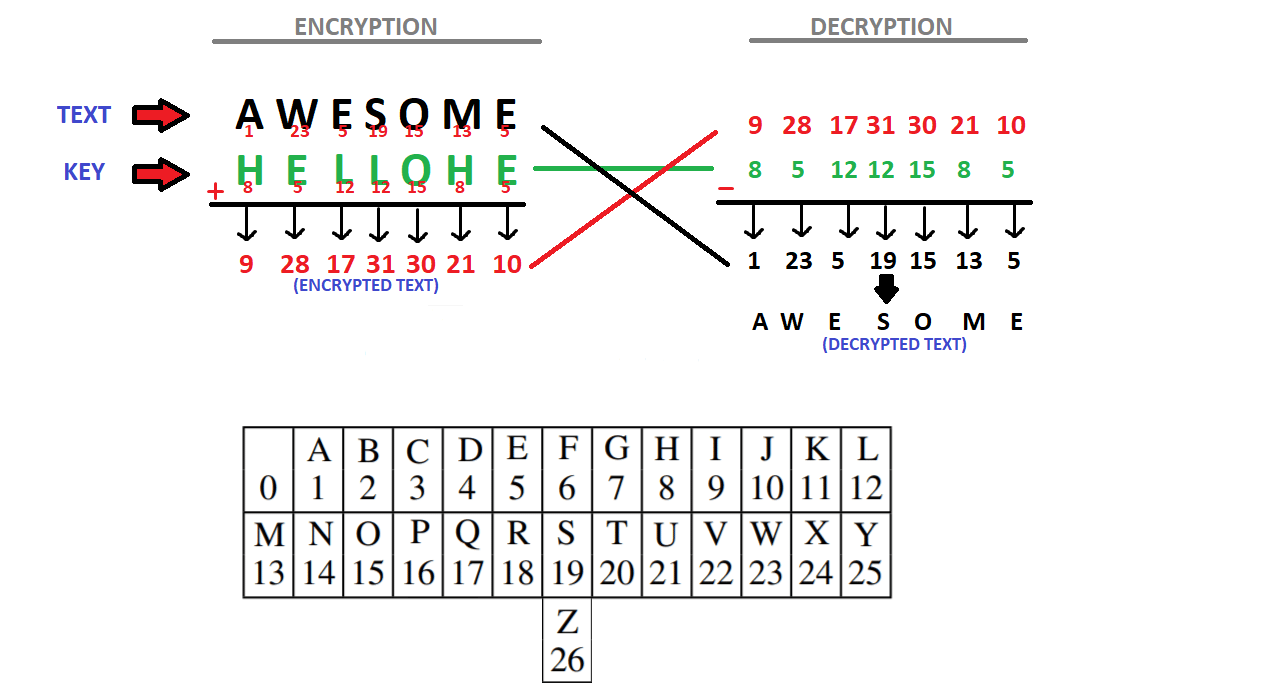 ENCRYPTION
TEXT A W E S O M E
1 23 5 19 15 13 5
KEY H E L L O H E
+ 8 5 12 12 15 8 5
9 28 17 31 30 21 10
(ENCRYPTED TEXT)
DECRYPTION
9 28 17 31 30 21 10
8 5 12 12 15 8 5
−
1 23 5 19 15 13 5
A W E S O M E
(DECRYPTED TEXT)
A B C D E F G H I J K L
0 1 2 3 4 5 6 7 8 9 10 11 12
M N O P Q R S T U V W X Y
13 14 15 16 17 18 19 20 21 22 23 24 25
Z
26